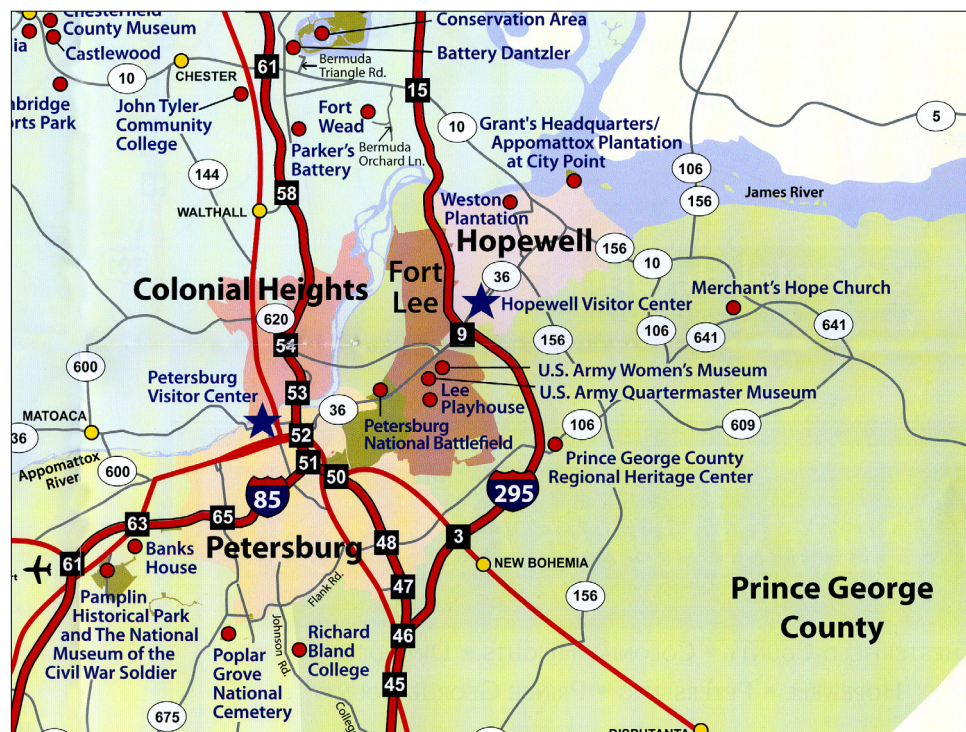 Chesterfield
County Museum
Castlewood
Conservation Area
Battery Dantzler
Bermuda
Triangle Rd.
10
CHESTER
61
15
John Tyler
Community
College
Fort
Wead
Parker's
Battery
Bermuda
Orchard Ln.
10
Grant's Headquarters/
Appomattox Plantation
at City Point
5
106
156
James River
144
58
WALTHALL
Weston
Plantation
Hopewell
156
10
36
Colonial Heights
Fort
Lee
Hopewell Visitor Center
Merchant's Hope Church
620
54
9
156
106
641
641
600
Petersburg
Visitor Center
53
U.S. Army Women's Museum
U.S. Army Quartermaster Museum
Lee
Playhouse
MATOACA
36
36
52
Petersburg
National Battlefield
106
609
Appomattox
River
600
51
50
Prince George County
Regional Heritage Center
85
295
63
65
Petersburg
48
3
61
Banks
House
NEW BOHEMIA
Flank Rd.
47
156
Prince George
County
Pamplin
Historical Park
and The National
Museum of the
Civil War Soldier
Johnson Rd.
46
Poplar
Grove
National
Cemetery
Richard
Bland
College
45
675
DISPUTANTA